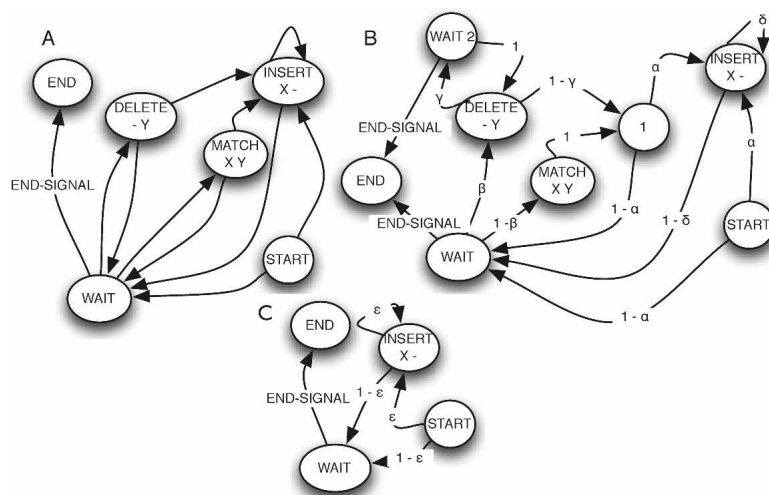 A
END
INSERT
X -
DELETE
- Y
MATCH
X Y
END-SIGNAL
START
WAIT
B
WAIT 2
1
δ
INSERT
X -
α
1 - γ
γ
DELETE
- Y
1
END-SIGNAL
1
MATCH
X Y
α
END
β
END-SIGNAL
1-β
1 - α
1 - δ
START
WAIT
1 - α
C
END
ε
INSERT
X -
END-SIGNAL
1 - ε
ε
START
WAIT
1 - ε